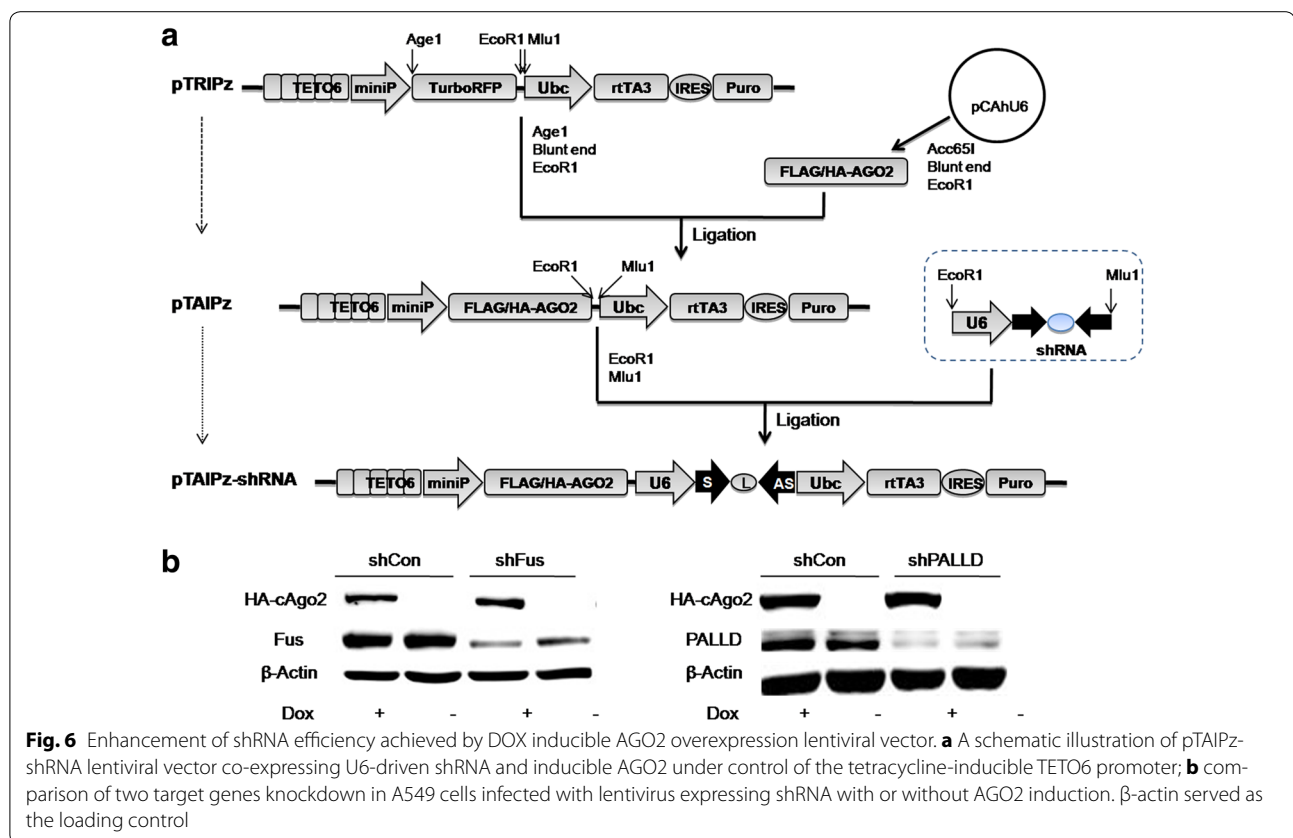 a
Age1
EcoR1 Mlu1
pTRIPz
TETO6
miniP
TurboRFP
Ubc
rtTA3
IRES
Puro
pCAhU6
Age1
Blunt end
EcoR1
FLAG/HA-AGO2
Acc65I
Blunt end
EcoR1
Ligation
EcoR1
Mlu1
pTAIPz
TETO6
miniP
FLAG/HA-AGO2
Ubc
rtTA3
IRES
Puro
EcoR1
Mlu1
U6
shRNA
EcoR1
Mlu1
Ligation
pTAIPz-shRNA
TETO6
miniP
FLAG/HA-AGO2
U6
S
L
AS
Ubc
rtTA3
IRES
Puro
b
shCon
shFus
HA-cAgo2
Fus
β-Actin
Dox + - + -
shCon
shPALLD
HA-cAgo2
PALLD
β-Actin
Dox + - + -
Fig. 6 Enhancement of shRNA efficiency achieved by DOX inducible AGO2 overexpression lentiviral vector. a A schematic illustration of pTAIPz-
shRNA lentiviral vector co-expressing U6-driven shRNA and inducible AGO2 under control of the tetracycline-inducible TETO6 promoter; b com-
parison of two target genes knockdown in A549 cells infected with lentivirus expressing shRNA with or without AGO2 induction. β-actin served as
the loading control